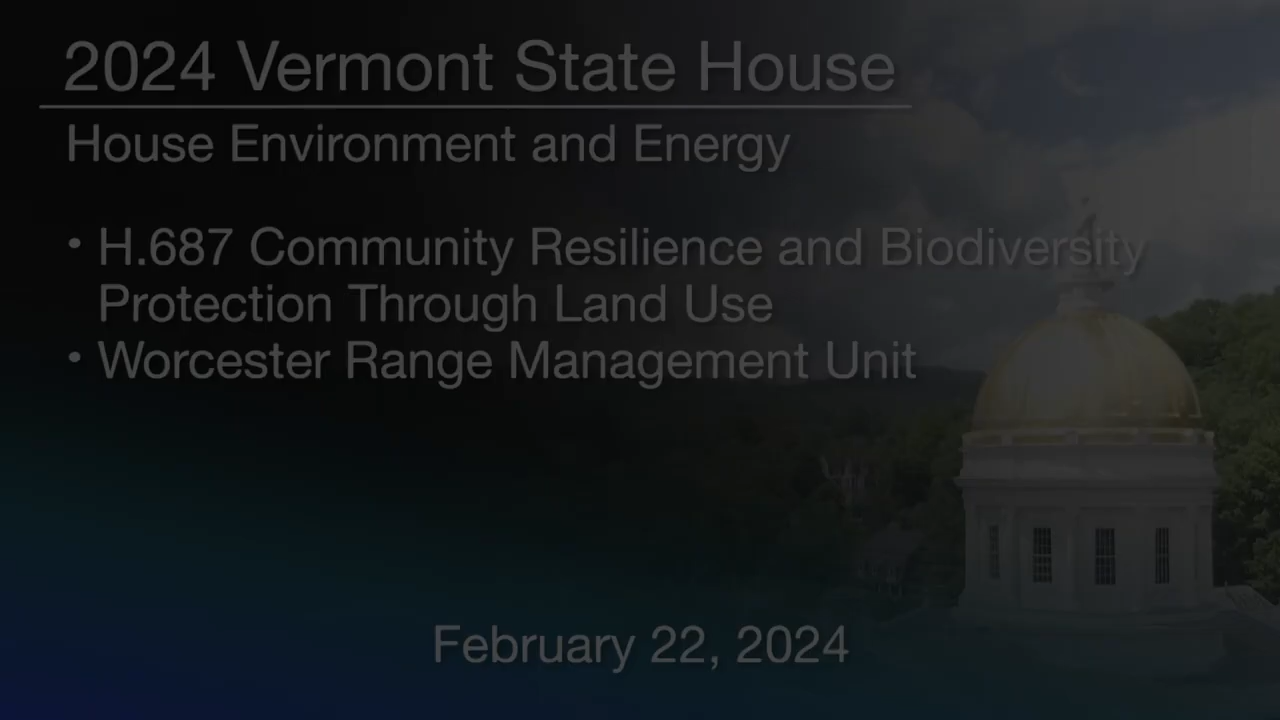 2024 Vermont State House
House Environment and Energy
• H.687 Community Resilience and Biodiversity
Protection Through Land Use
• Worcester Range Management Unit
February 22, 2024